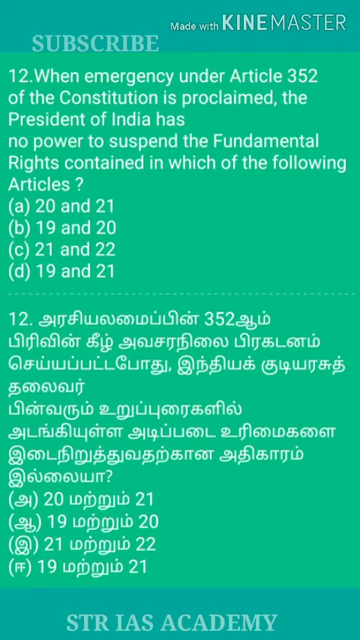 Made with KINEMASTER
SUBSCRIBE
12.When emergency under Article 352
of the Constitution is proclaimed, the
President of India has
no power to suspend the Fundamental
Rights contained in which of the following
Articles ?
(a) 20 and 21
(b) 19 and 20
(c) 21 and 22
(d) 19 and 21
12. அரசியலமைப்பின் 352ஆம்
பிரிவின் கீழ் அவசரநிலை பிரகடனம்
செய்யப்பட்டபோது, இந்தியக் குடியரசுத்
தலைவர்
பின்வரும் உறுப்புரைகளில்
அடங்கியுள்ள அடிப்படை உரிமைகளை
இடைநிறுத்துவதற்கான அதிகாரம்
இல்லையா?
(அ) 20 மற்றும் 21
(ஆ) 19 மற்றும் 20
(இ) 21 மற்றும் 22
(ஈ) 19 மற்றும் 21
STR IAS ACADEMY